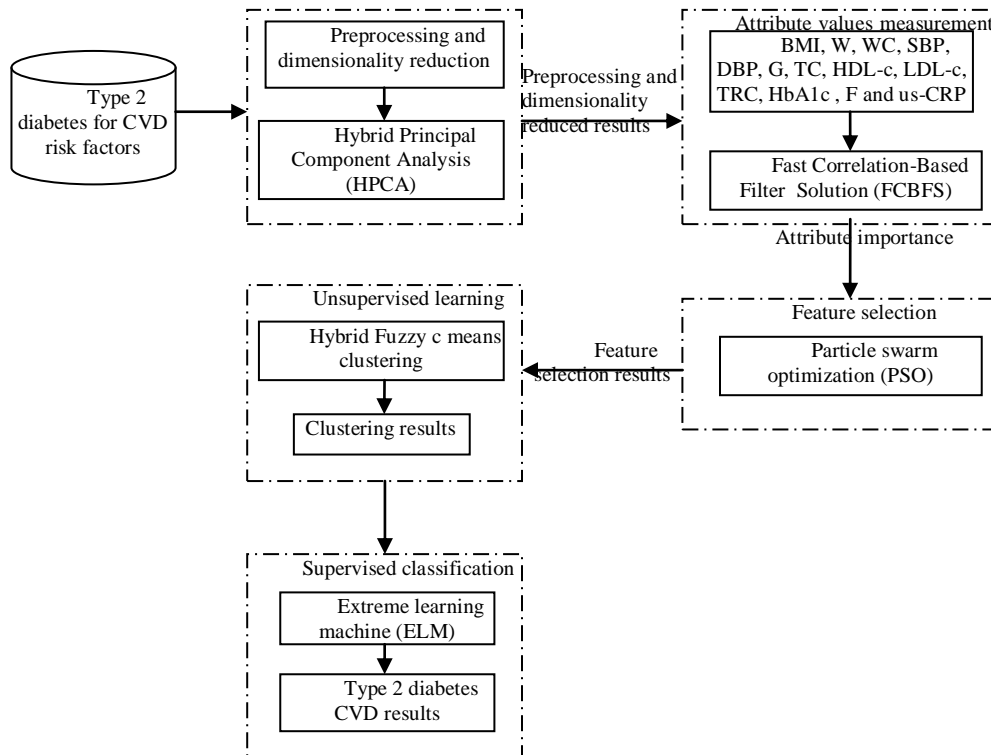 Type 2
diabetes for CVD
risk factors
Preprocessing and
dimensionality reduction
Hybrid Principal
Component Analysis
(HPCA)
Preprocessing and
dimensionality
reduced results
Attribute values measurement
BMI, W, WC, SBP,
DBP, G, TC, HDL-c, LDL-c,
TRC, HbA1c , F and us-CRP
Fast Correlation-Based
Filter Solution (FCBFS)
Attribute importance
Feature selection
Particle swarm
optimization (PSO)
Feature
selection results
Unsupervised learning
Hybrid Fuzzy c means
clustering
Clustering results
Supervised classification
Extreme learning
machine (ELM)
Type 2 diabetes
CVD results